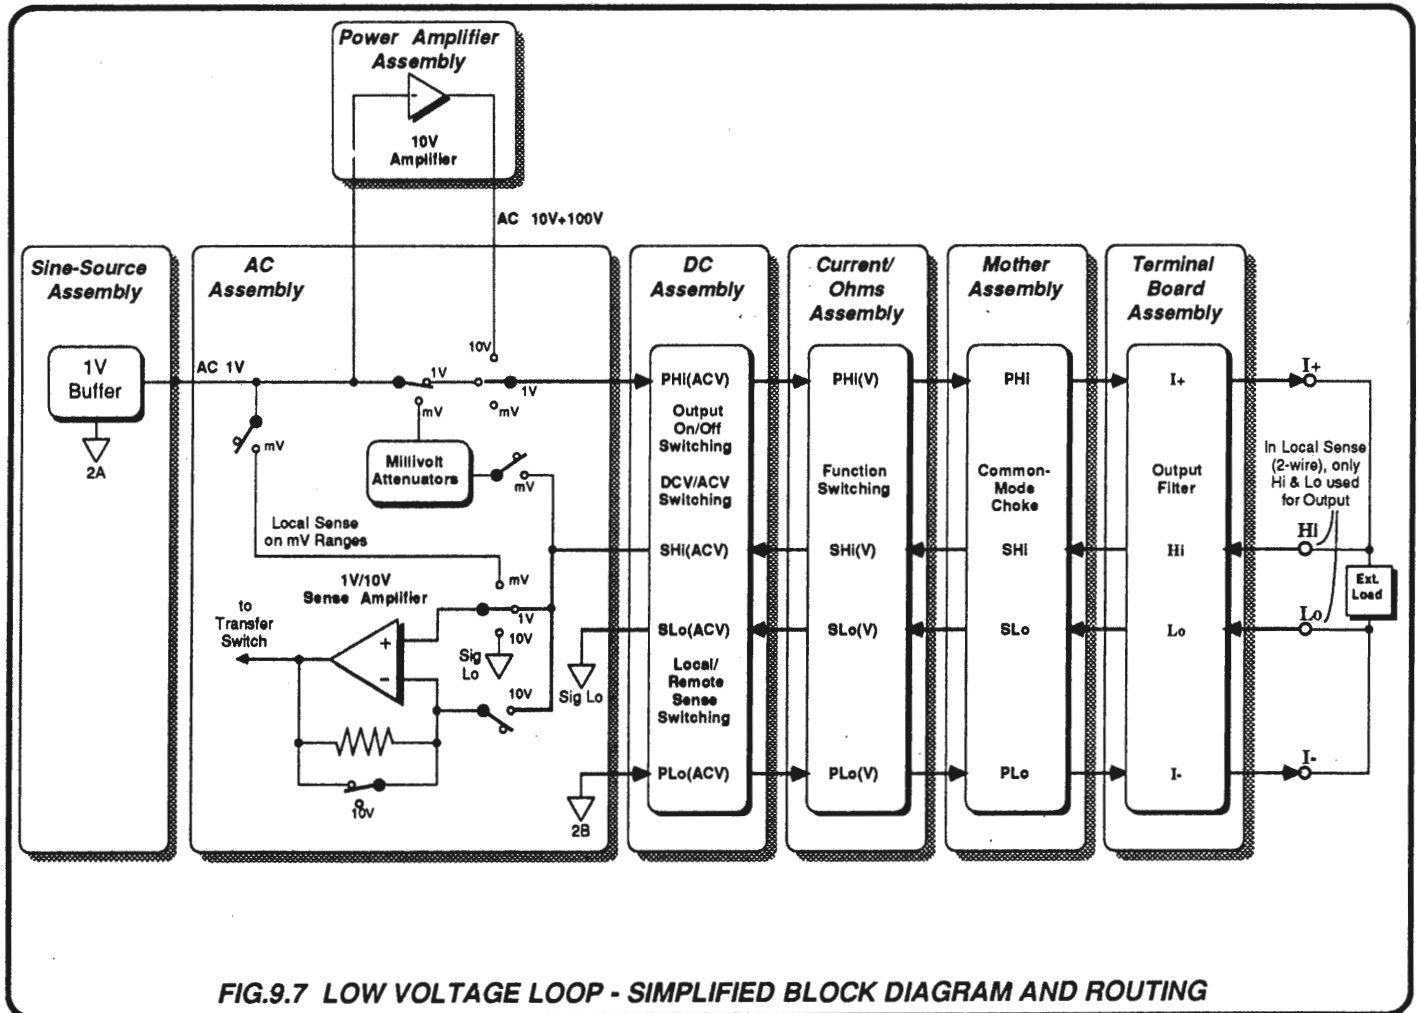 Power Amplifier
Assembly
-
10V
Amplifier
AC 10V+100V
Sine-Source
Assembly
1V
Buffer
2A
AC
Assembly
AC 1V
10V
1V
1V
mV
mV
mV
Millivolt
Attenuators
mV
Local Sense
on mV Ranges
mV
1V/10V
Sense Amplifier
1V
to
Transfer
Switch
+
-
10V
Sig
Lo
10V
Sig Lo
10V
2B
DC
Assembly
PHi(ACV)
Output
On/Off
Switching
DCV/ACV
Switching
SHi(ACV)
SLo(ACV)
Local/
Remote
Sense
Switching
PLo(ACV)
Current/
Ohms
Assembly
PHi(V)
Function
Switching
SHi(V)
SLo(V)
PLo(V)
Mother
Assembly
PHi
Common-
Mode
Choke
SHi
SLo
PLo
Terminal
Board
Assembly
I+
Output
Filter
Hi
Lo
I-
I+
In Local Sense
(2-wire), only
Hi & Lo used
for Output
Hi
Ext.
Load
Lo
I-
FIG.9.7 LOW VOLTAGE LOOP - SIMPLIFIED BLOCK DIAGRAM AND ROUTING